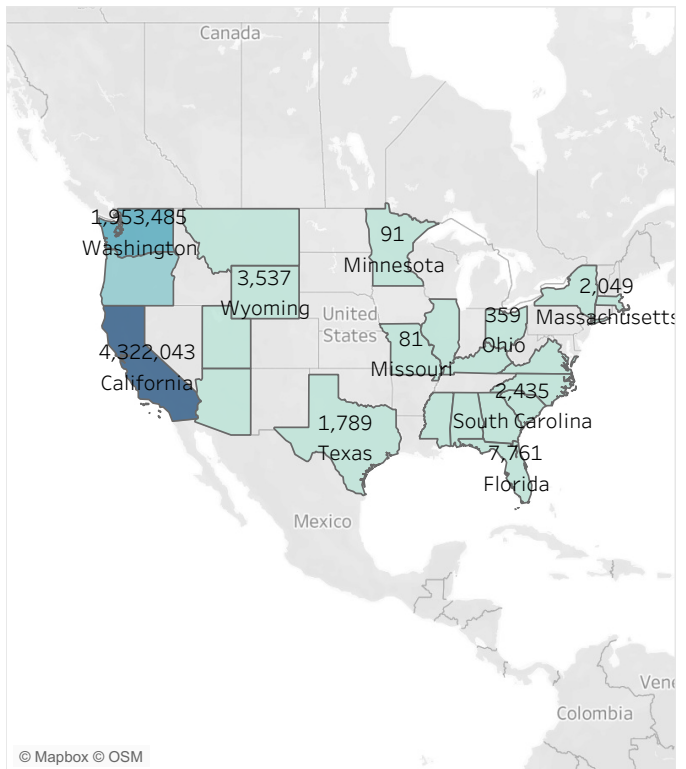 Canada
1,953,485
Washington
91
Minnesota
3,537
Wyoming
2,049
Massachusetts
United
States
359
Ohio
4,322,043
California
81
Missouri
2,435
South Carolina
1,789
Texas
7,761
Florida
Mexico
Colombia
© Mapbox © OSM